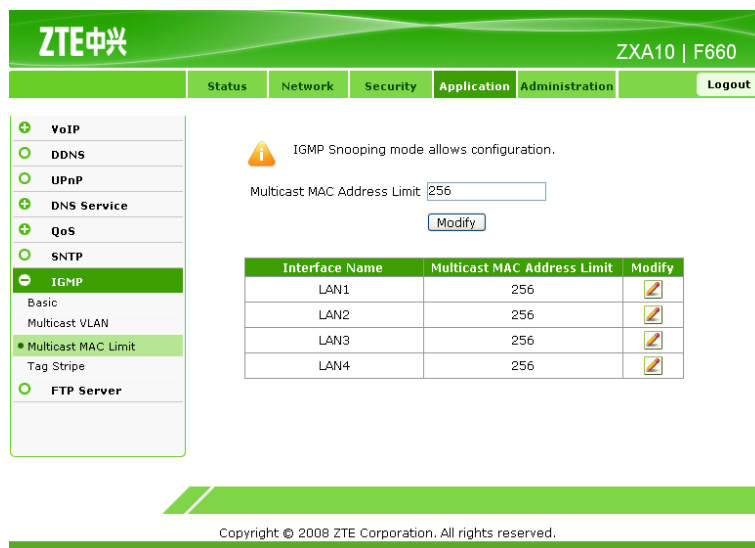 ZTE中兴
ZXA10 | F660
Status Network Security Application Administration Logout
VoIP
DDNS
UPnP
DNS Service
QoS
SNTP
IGMP
Basic
Multicast VLAN
Multicast MAC Limit
Tag Stripe
FTP Server
IGMP Snooping mode allows configuration.
Multicast MAC Address Limit 256
Modify
Interface Name Multicast MAC Address Limit Modify
LAN1 256
LAN2 256
LAN3 256
LAN4 256
Copyright © 2008 ZTE Corporation. All rights reserved.